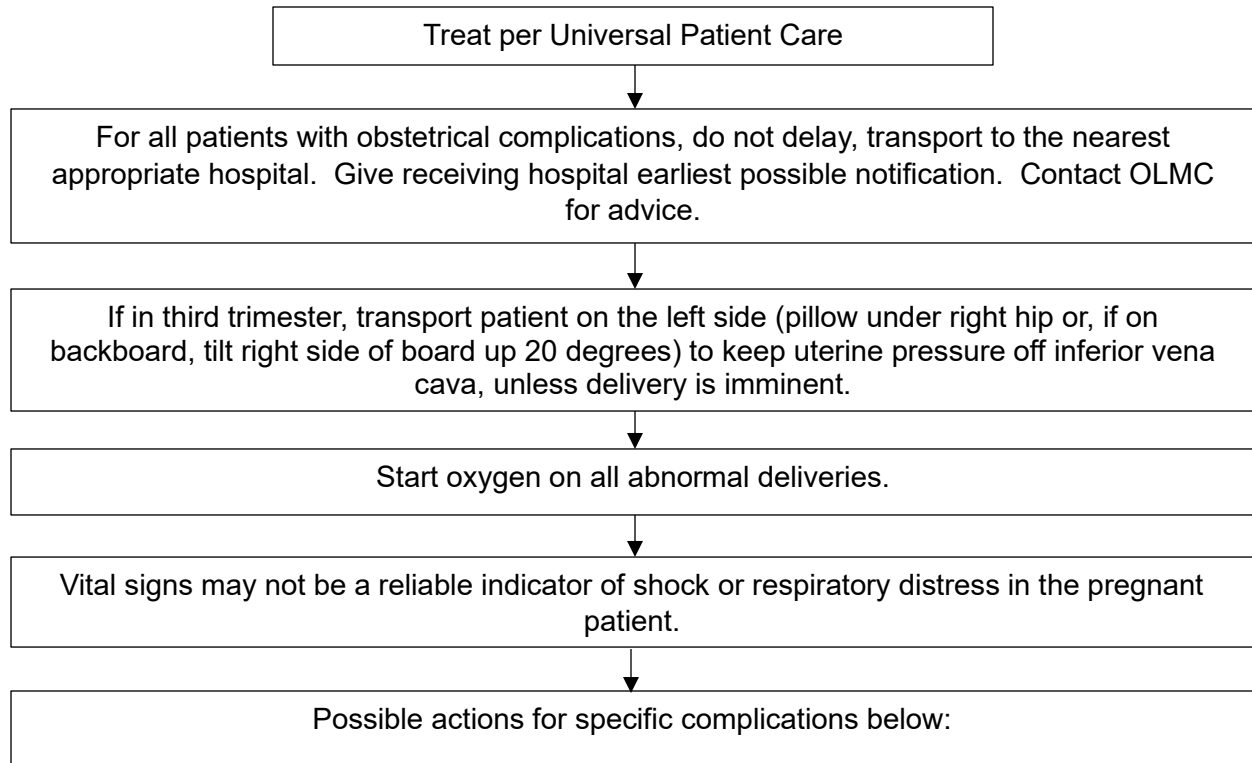 Treat per Universal Patient Care
For all patients with obstetrical complications, do not delay, transport to the nearest
appropriate hospital.  Give receiving hospital earliest possible notification.  Contact OLMC
for advice.
If in third trimester, transport patient on the left side (pillow under right hip or, if on
backboard, tilt right side of board up 20 degrees) to keep uterine pressure off inferior vena
cava, unless delivery is imminent.
Start oxygen on all abnormal deliveries.
Vital signs may not be a reliable indicator of shock or respiratory distress in the pregnant
patient.
Possible actions for specific complications below: